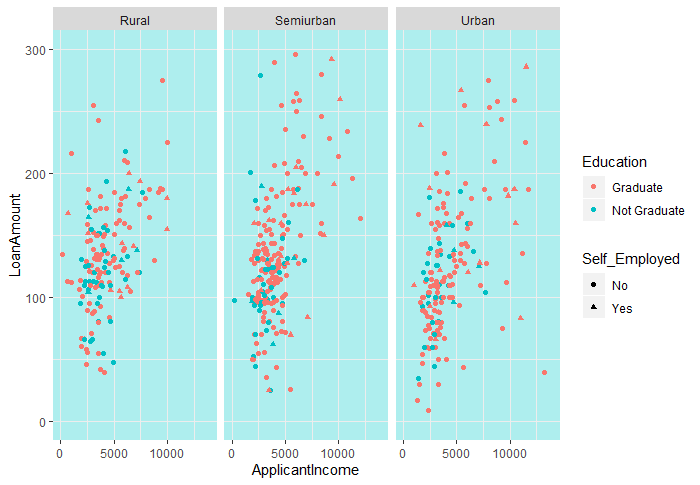 Rural Semiurban Urban
300
200
100
0
LoanAmount
0 5000 10000 0 5000 10000 0 5000 10000
ApplicantIncome
Education
Graduate
Not Graduate
Self_Employed
No
Yes